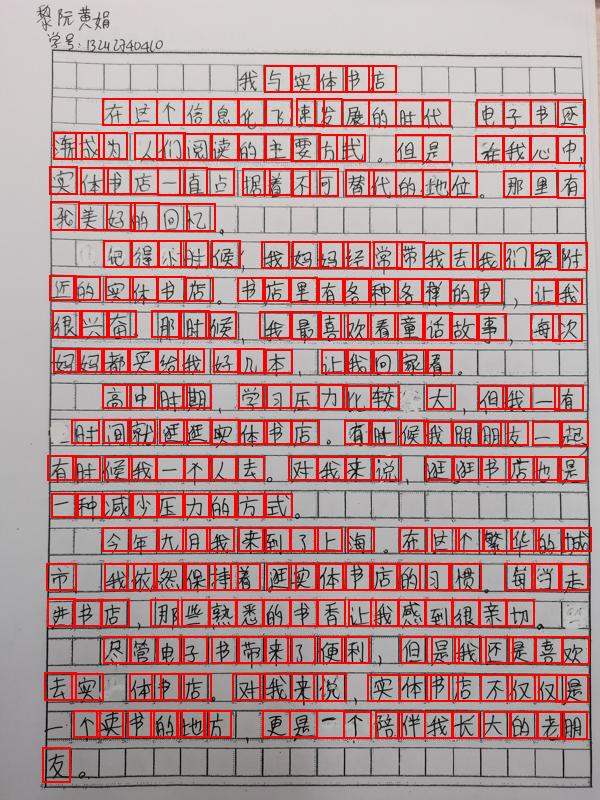 黎阮黄娟
学号:13242740410
我与实体书店
在这个信息化飞速发展的时代,电子书逐
渐成为人们阅读的主要方式。但是,在我心中,
实体书店一直占据着不可替代的地位。那里有
我美好的回忆。
记得小时候,我妈妈经常带我去我们家附
近的实体书店。书店里有各种各样的书,让我
很兴奋。那时候,我最喜欢看童话故事,每次
妈妈都买给我好几本,让我回家看。
高中时期,学习压力化较大,但我一有
时间就逛逛实体书店。有时候我跟朋友一起,
有时候我一个人去。对我来说,逛逛书店也是
一种减少压力的方式。
今年九月我来到了上海。在这个繁华的城
市,我依然保持着逛实体书店的习惯。每当走
进书店,那些熟悉的书香让我感到很亲切。
尽管电子书带来了便利,但是我还是喜欢
去实体书店。对我来说,实体书店不仅仅是
一个卖书的地方,更是一个陪伴我长大的老朋
友。